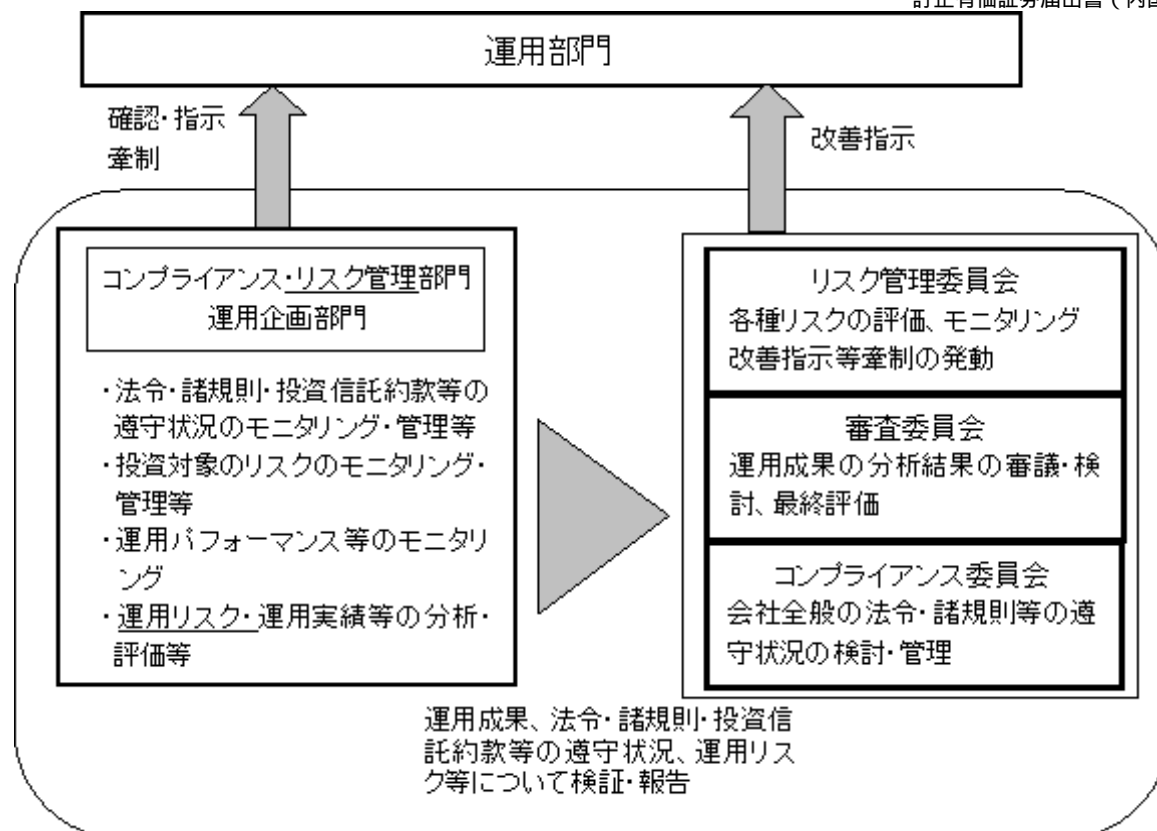 訂正有価証券届出書(内国
運用部門
確認・指示
牽制
改善指示
コンプライアンス・リスク管理部門
運用企画部門
・法令・諸規則・投資信託約款等の
遵守状況のモニタリング・管理等
・投資対象のリスクのモニタリング・
管理等
・運用パフォーマンス等のモニタリ
ング
・運用リスク・運用実績等の分析・
評価等
リスク管理委員会
各種リスクの評価、モニタリング
改善指示等牽制の発動
審査委員会
運用成果の分析結果の審議・検
討、最終評価
コンプライアンス委員会
会社全般の法令・諸規則等の遵
守状況の検討・管理
運用成果、法令・諸規則・投資信
託約款等の遵守状況、運用リス
ク等について検証・報告